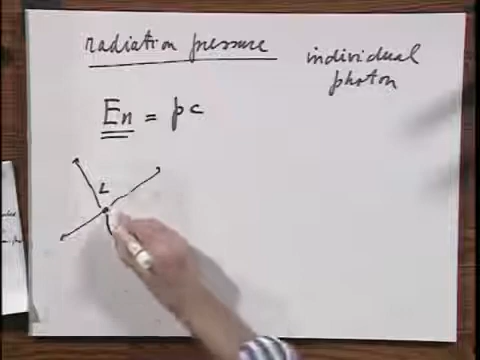 radiation pressure
individual
photon
En = pc
L